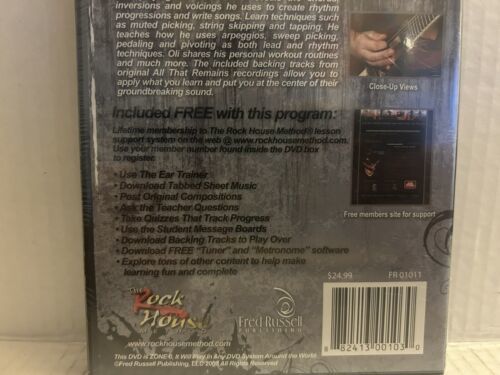 inversions and voicings he uses to create rhythm
progressions and write songs. Learn techniques such
as muted picking, string skipping and tapping. He
teaches how he uses arpeggios, sweep picking,
pedaling and pivoting as both lead and rhythm
techniques. Oli shares his personal workout routines
and much more. The included backing tracks from
original All That Remains recordings allow you to
apply what you learn and put you at the center of their
groundbreaking sound.
Close-Up Views
Included FREE with this program:
Lifetime membership to The Rock House Method® lesson
support system on the web @ www.rockhousemethod.com.
Use your member number found inside the DVD box
to register.
• Use The Ear Trainer
• Download Tabbed Sheet Music
• Post Original Compositions
• Ask the Teacher Questions
• Take Quizzes That Track Progress
• Use the Student Message Boards
• Download Backing Tracks to Play Over
• Download FREE "Tuner" and "Metronome" software
• Explore tons of other content to help make
learning fun and complete
Free members site for support
$24.99 FR 01011
The
Rock
House
Fred Russell
PUBLISHING
www.rockhousemethod.com
This DVD is ZONE 0, It Will Play In Any DVD System Around the World
©Fred Russell Publishing, LLC 2008 All Rights Reserved
8 82413 00103 0